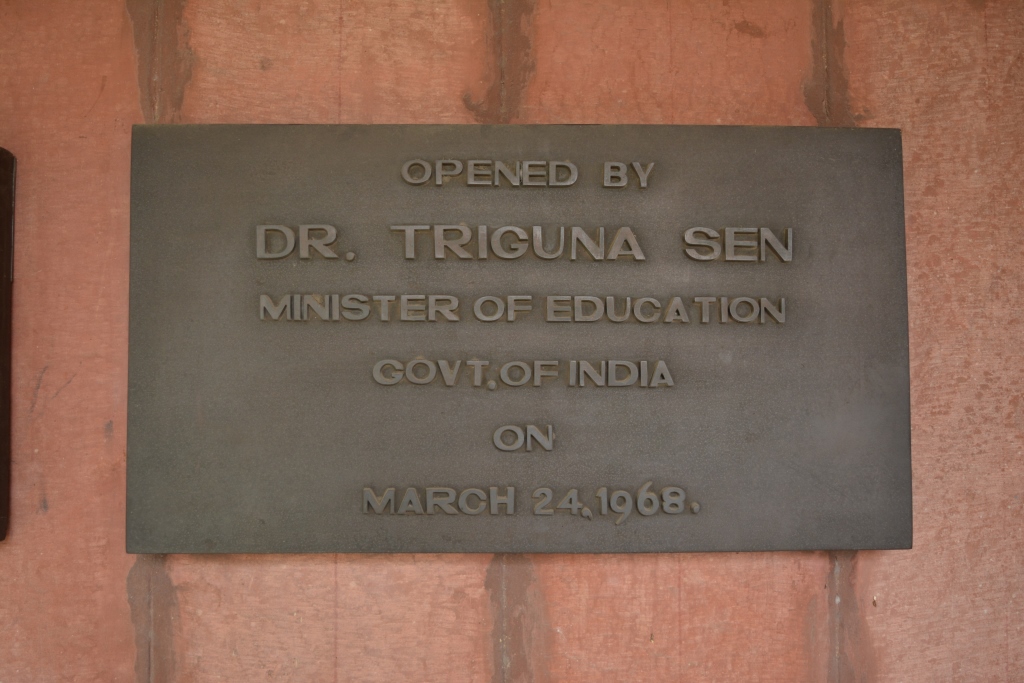 OPENED BY
DR. TRIGUNA SEN
MINISTER OF EDUCATION
GOVT. OF INDIA
ON
MARCH 24, 1968.